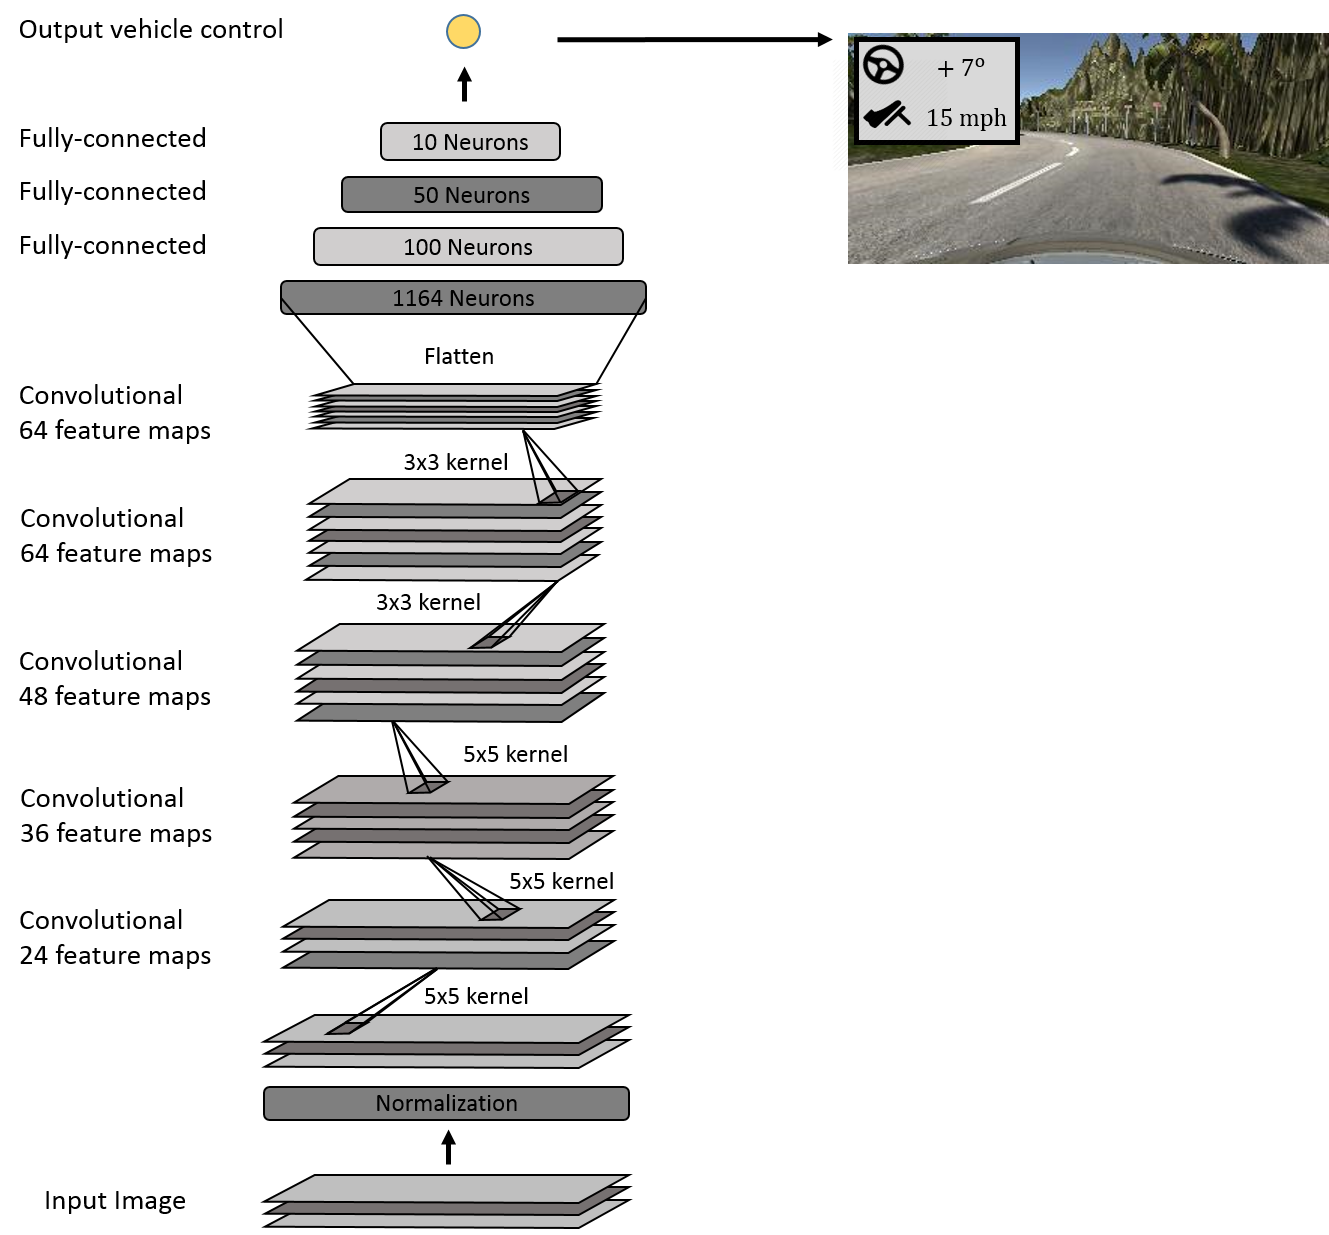 Output vehicle control
+ 7º
15 mph
Fully-connected
10 Neurons
Fully-connected
50 Neurons
Fully-connected
100 Neurons
1164 Neurons
Flatten
Convolutional
64 feature maps
3x3 kernel
Convolutional
64 feature maps
3x3 kernel
Convolutional
48 feature maps
5x5 kernel
Convolutional
36 feature maps
5x5 kernel
Convolutional
24 feature maps
5x5 kernel
Normalization
Input Image